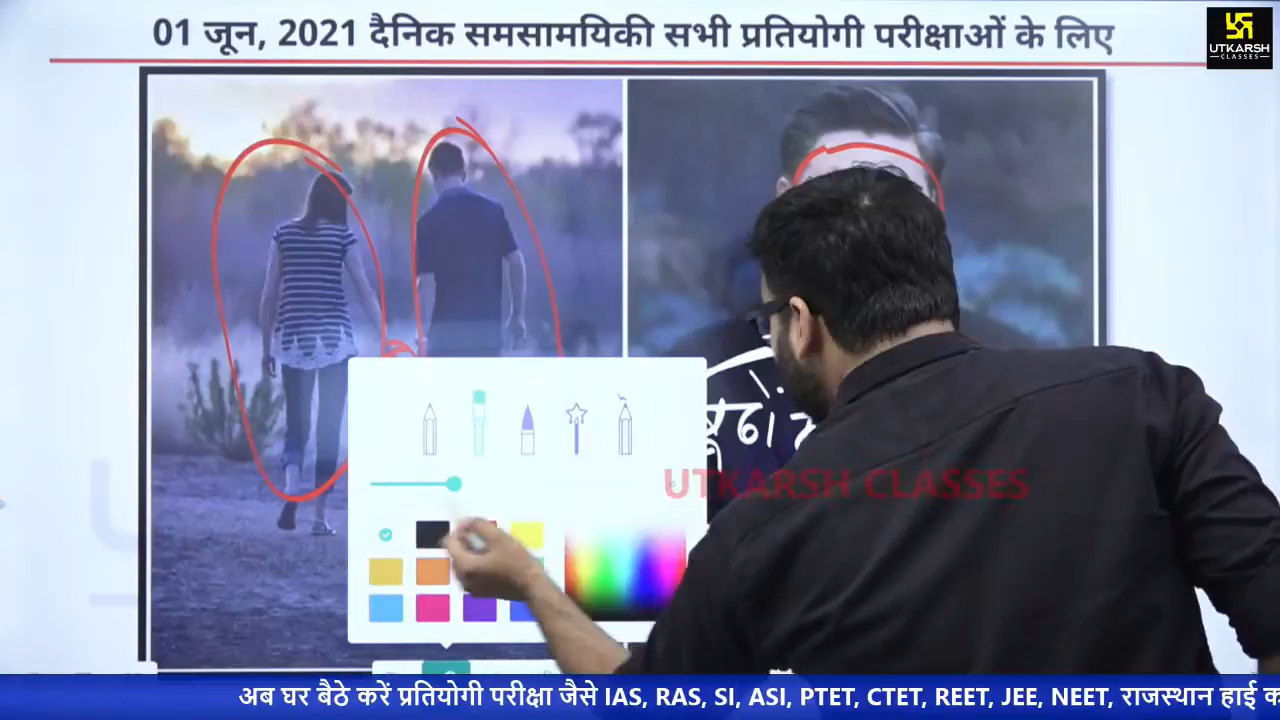 01 जून, 2021 दैनिक समसामयिकी सभी प्रतियोगी परीक्षाओं के लिए
UTKARSH
CLASSES
UTKARSH CLASSES
अब घर बैठे करें प्रतियोगी परीक्षा जैसे IAS, RAS, SI, ASI, PTET, CTET, REET, JEE, NEET, राजस्थान हाई